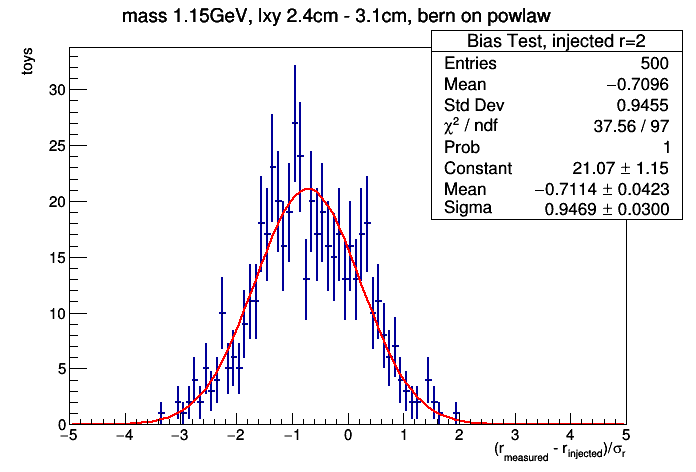 mass 1.15GeV, lxy 2.4cm - 3.1cm, bern on powlaw
Bias Test, injected r=2
Entries 500
Mean −0.7096
Std Dev 0.9455
χ² / ndf 37.56 / 97
Prob 1
Constant 21.07 ± 1.15
Mean −0.7114 ± 0.0423
Sigma 0.9469 ± 0.0300
toys
30
25
20
15
10
5
0
−5 −4 −3 −2 −1 0 1 2 3 4 5
(r_measured - r_injected)/σ_r